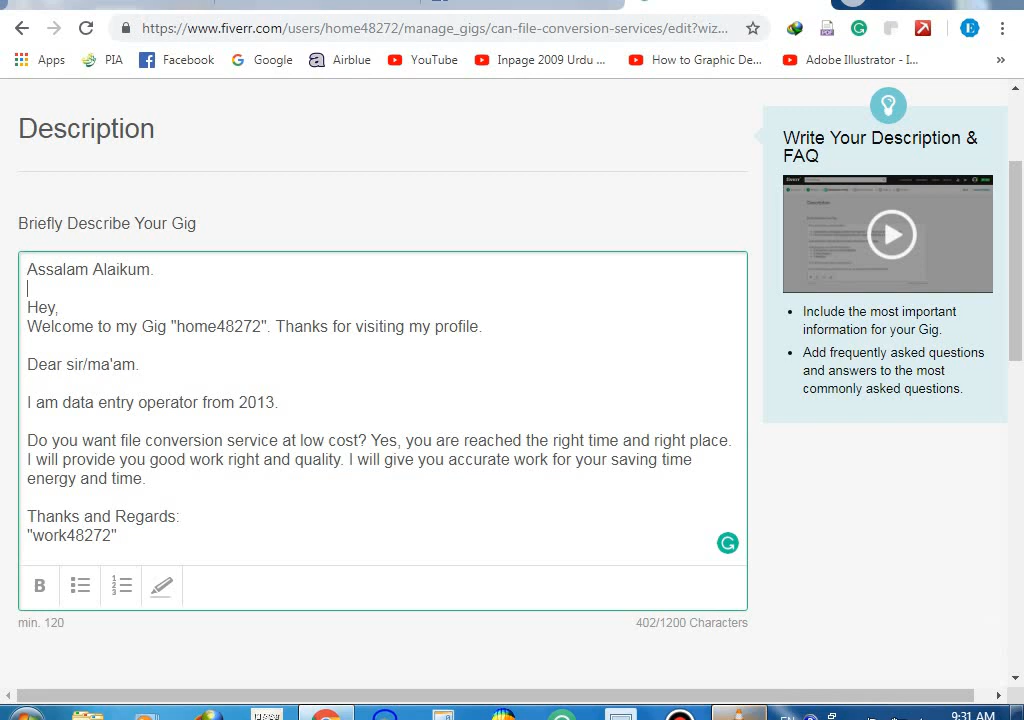 https://www.fiverr.com/users/home48272/manage_gigs/can-file-conversion-services/edit?wiz...
Apps PIA Facebook Google Airblue YouTube Inpage 2009 Urdu ... How to Graphic De... Adobe Illustrator - I... »
Description
Briefly Describe Your Gig
Assalam Alaikum.
Hey,
Welcome to my Gig "home48272". Thanks for visiting my profile.
Dear sir/ma'am.
I am data entry operator from 2013.
Do you want file conversion service at low cost? Yes, you are reached the right time and right place.
I will provide you good work right and quality. I will give you accurate work for your saving time
energy and time.
Thanks and Regards:
"work48272"
B
min. 120
402/1200 Characters
Write Your Description &
FAQ
fiverr
Description
• Include the most important
information for your Gig.
• Add frequently asked questions
and answers to the most
commonly asked questions.
EN
9:31 AM